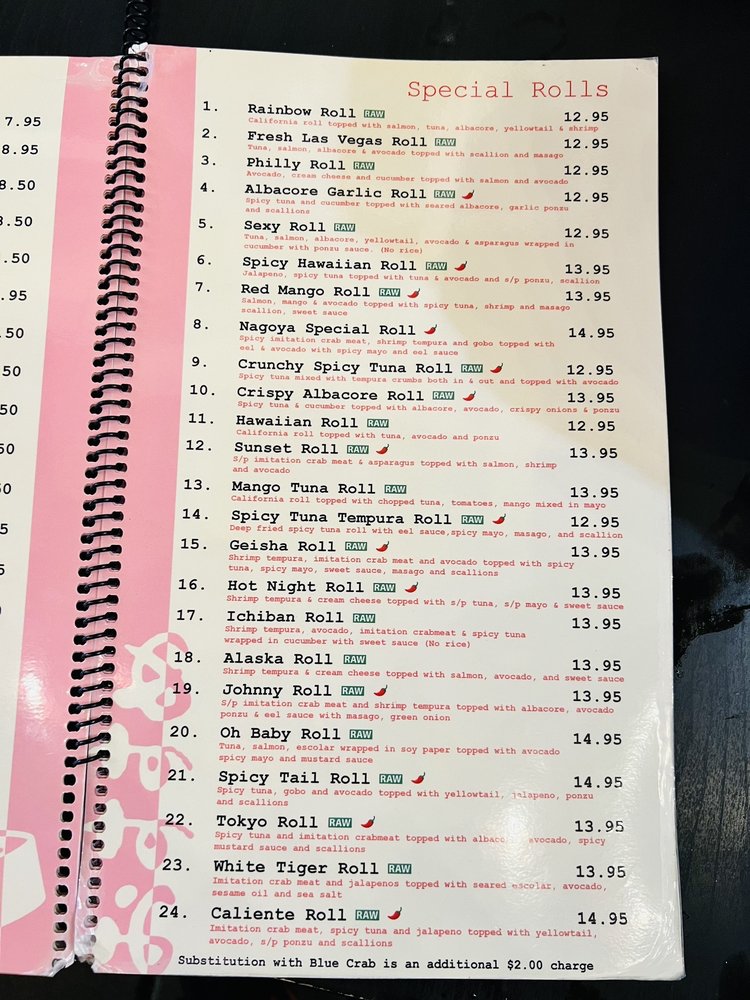 7.95
8.95
8.50
8.50
.50
.95
.50
50
50
50
50
5
5
Special Rolls
1. Rainbow Roll RAW 12.95
California roll topped with salmon, tuna, albacore, yellowtail & shrimp
2. Fresh Las Vegas Roll RAW 12.95
Tuna, salmon, albacore & avocado topped with scallion and masago
3. Philly Roll RAW 12.95
Avocado, cream cheese and cucumber topped with salmon and avocado
4. Albacore Garlic Roll RAW 12.95
Spicy tuna and cucumber topped with seared albacore, garlic ponzu
and scallions
5. Sexy Roll RAW 12.95
Tuna, salmon, albacore, yellowtail, avocado & asparagus wrapped in
cucumber with ponzu sauce. (No rice)
6. Spicy Hawaiian Roll RAW 13.95
Jalapeno, spicy tuna topped with tuna & avocado and s/p ponzu, scallion
7. Red Mango Roll RAW 13.95
Salmon, mango & avocado topped with spicy tuna, shrimp and masago
scallion, sweet sauce
8. Nagoya Special Roll 14.95
Spicy imitation crab meat, shrimp tempura and gobo topped with
eel & avocado with spicy mayo and eel sauce
9. Crunchy Spicy Tuna Roll RAW 12.95
Spicy tuna mixed with tempura crumbs both in & out and topped with avocado
10. Crispy Albacore Roll RAW 13.95
Spicy tuna & cucumber topped with albacore, avocado, crispy onions & ponzu
11. Hawaiian Roll RAW 12.95
California roll topped with tuna, avocado and ponzu
12. Sunset Roll RAW 13.95
S/p imitation crab meat & asparagus topped with salmon, shrimp
and avocado
13. Mango Tuna Roll RAW 13.95
California roll topped with chopped tuna, tomatoes, mango mixed in mayo
14. Spicy Tuna Tempura Roll RAW 12.95
Deep fried spicy tuna roll with eel sauce,spicy mayo, masago, and scallion
15. Geisha Roll RAW 13.95
Shrimp tempura, imitation crab meat and avocado topped with spicy
tuna, spicy mayo, sweet sauce, masago and scallions
16. Hot Night Roll RAW 13.95
Shrimp tempura & cream cheese topped with s/p tuna, s/p mayo & sweet sauce
17. Ichiban Roll RAW 13.95
Shrimp tempura, avocado, imitation crabmeat & spicy tuna
wrapped in cucumber with sweet sauce (No rice)
18. Alaska Roll RAW 13.95
Shrimp tempura & cream cheese topped with salmon, avocado, and sweet sauce
19. Johnny Roll RAW 13.95
S/p imitation crab meat and shrimp tempura topped with albacore, avocado
ponzu & eel sauce with masago, green onion
20. Oh Baby Roll RAW 14.95
Tuna, salmon, escolar wrapped in soy paper topped with avocado
spicy mayo and mustard sauce
21. Spicy Tail Roll RAW 14.95
Spicy tuna, gobo and avocado topped with yellowtail, jalapeno, ponzu
and scallions
22. Tokyo Roll RAW 13.95
Spicy tuna and imitation crabmeat topped with albacore, avocado, spicy
mustard sauce and scallions
23. White Tiger Roll RAW 13.95
Imitation crab meat and jalapenos topped with seared escolar, avocado,
sesame oil and sea salt
24. Caliente Roll RAW 14.95
Imitation crab meat, spicy tuna and jalapeno topped with yellowtail,
avocado, s/p ponzu and scallions
Substitution with Blue Crab is an additional $2.00 charge